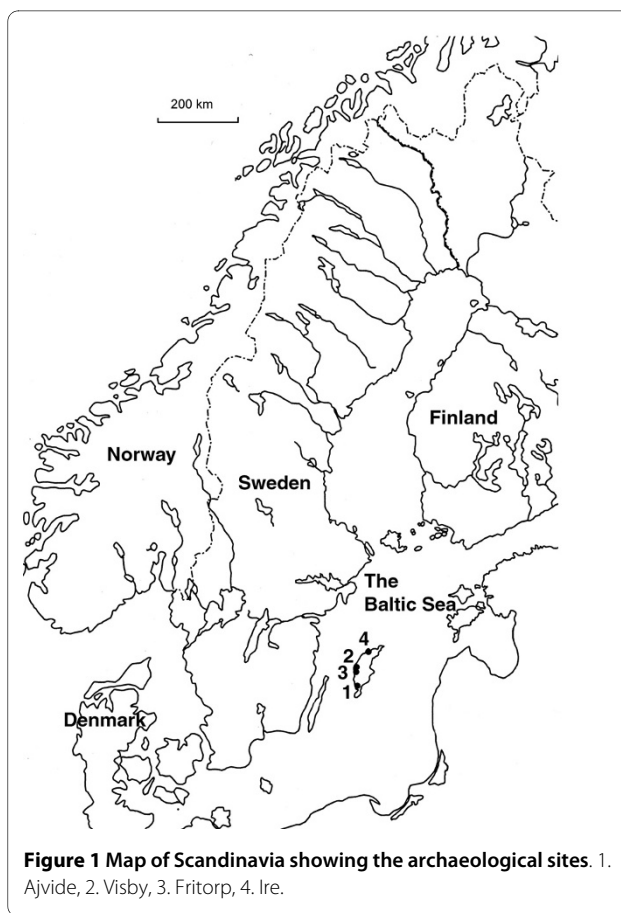 200 km
Finland
Norway
Sweden
The
Baltic Sea
4
2
3
1
Denmark
Figure 1 Map of Scandinavia showing the archaeological sites. 1.
Ajvide, 2. Visby, 3. Fritorp, 4. Ire.